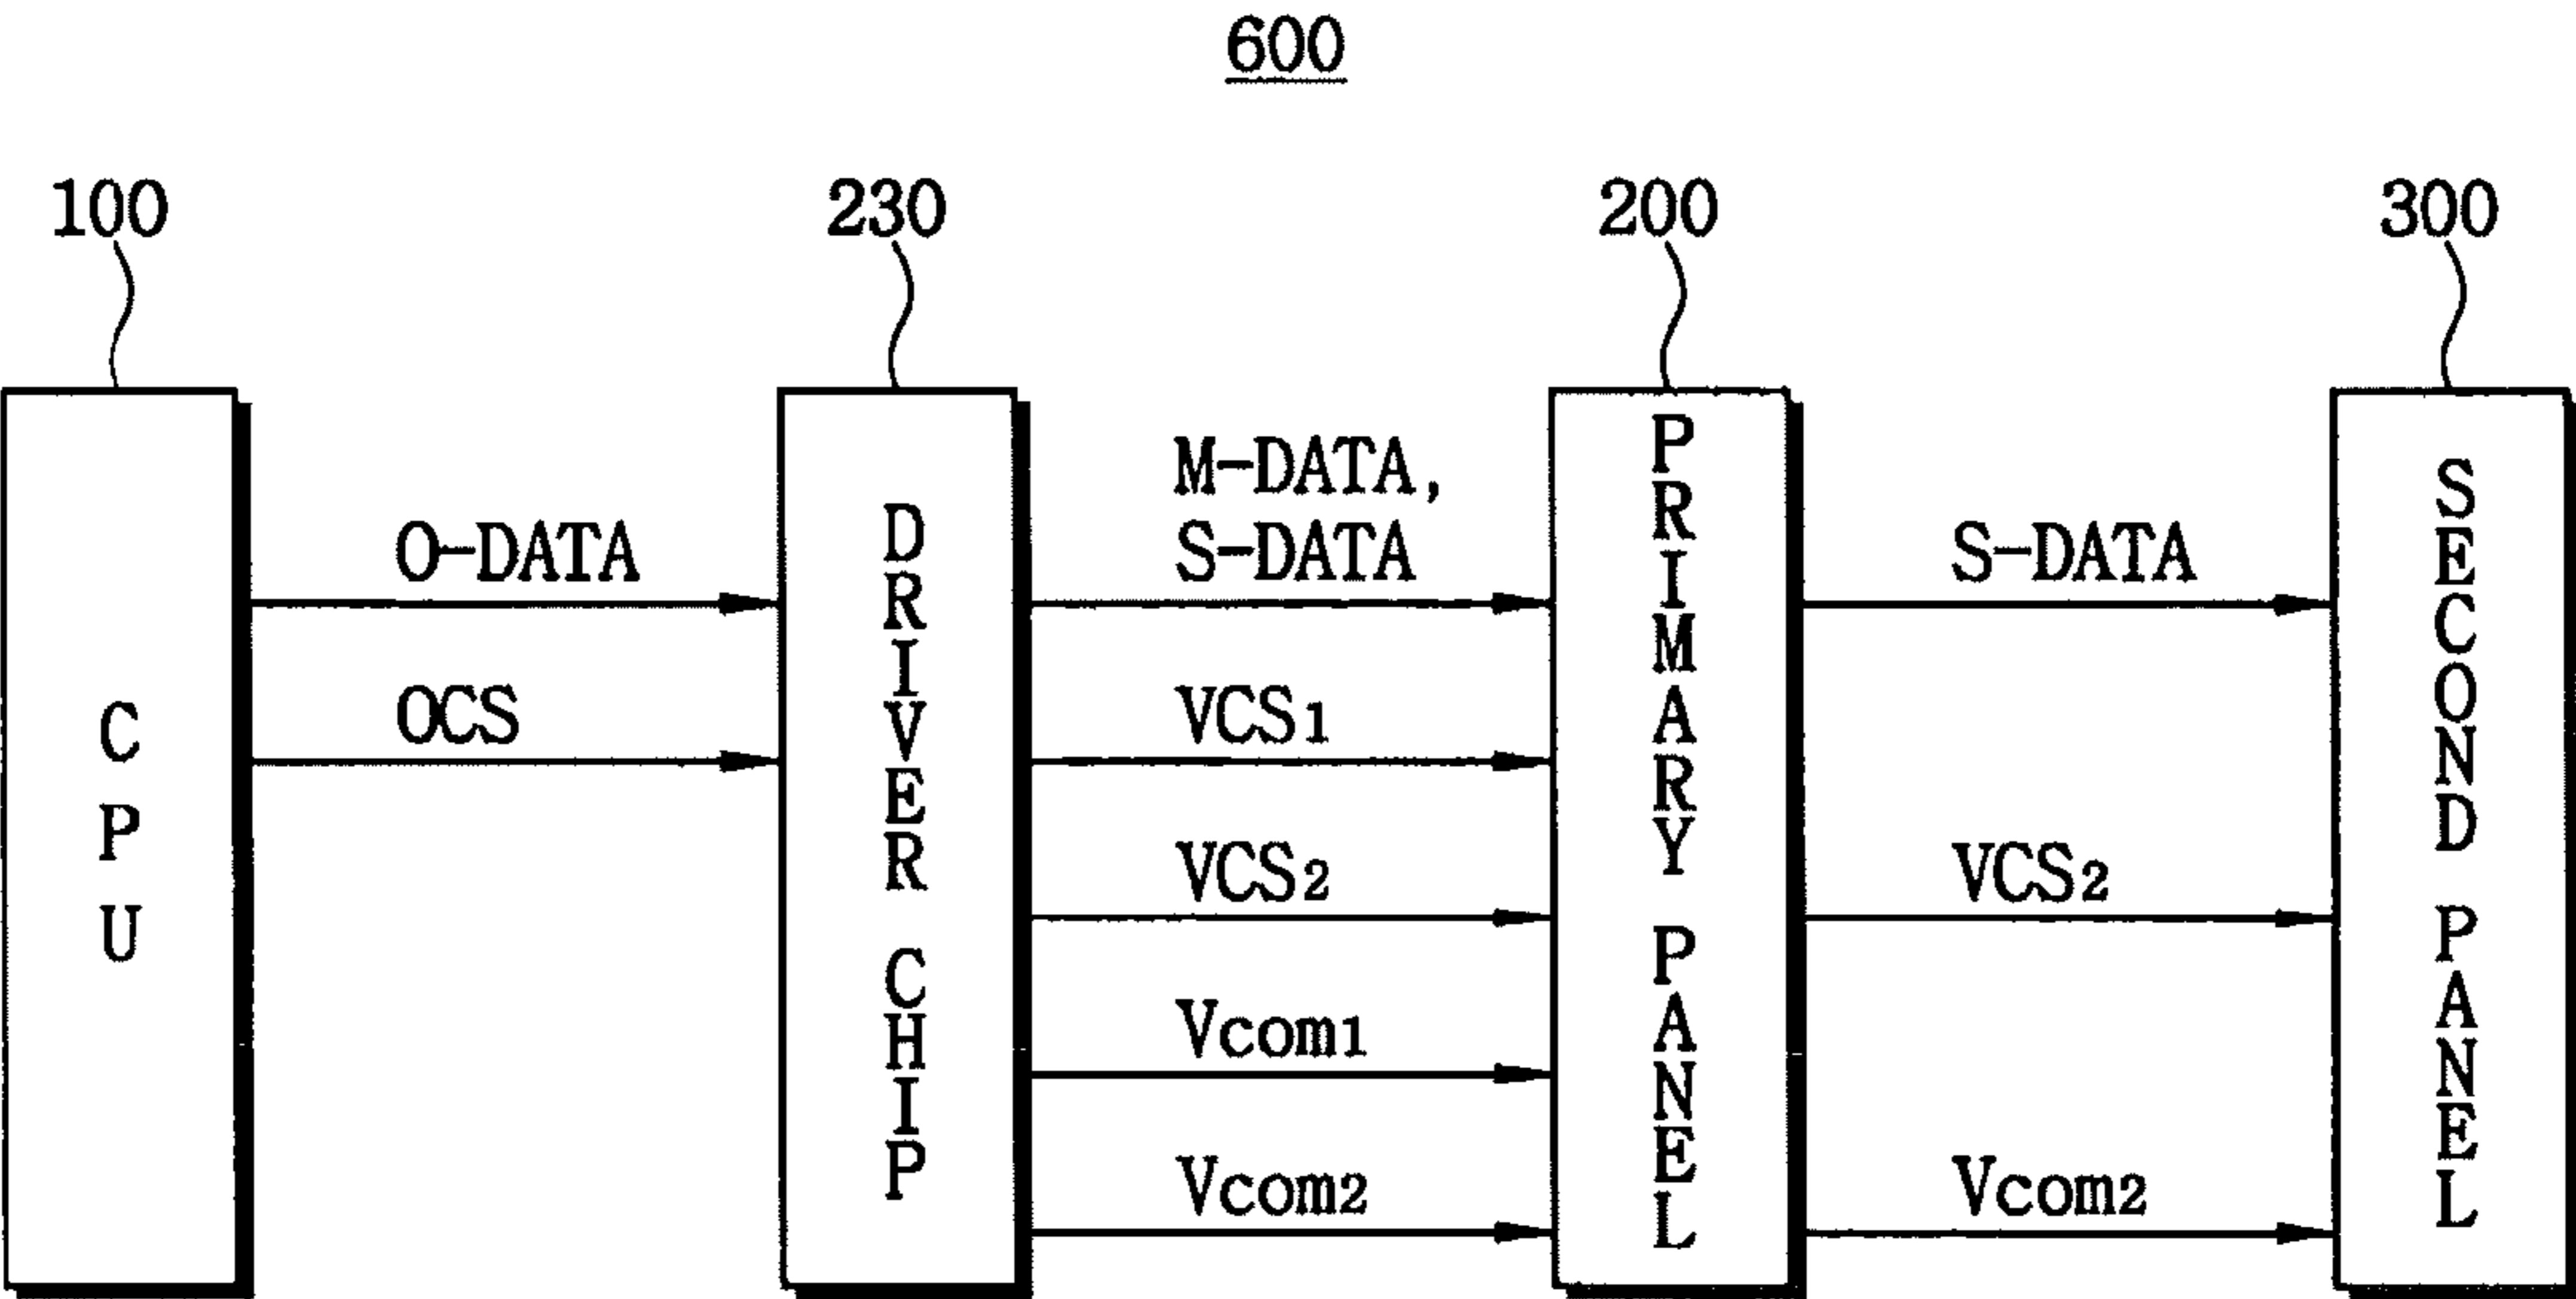 600
100
230
200
300
CPU
O-DATA
OCS
DRIVER CHIP
M-DATA,
S-DATA
VCS1
VCS2
Vcom1
Vcom2
PRIMARY PANEL
S-DATA
VCS2
Vcom2
SECOND PANEL